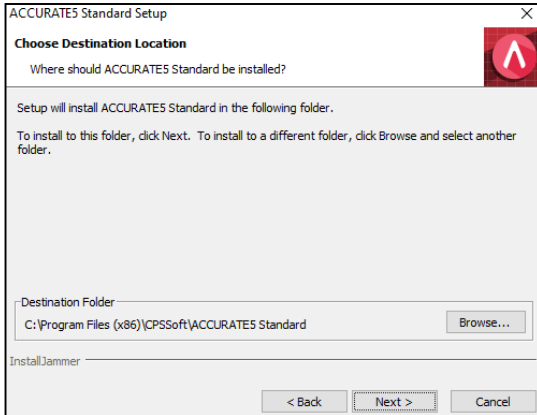 ACCURATE5 Standard Setup
Choose Destination Location
Where should ACCURATE5 Standard be installed?
Setup will install ACCURATE5 Standard in the following folder.
To install to this folder, click Next. To install to a different folder, click Browse and select another
folder.
Destination Folder
C:\Program Files (x86)\CPSSoft\ACCURATE5 Standard
Browse...
InstallJammer
< Back
Next >
Cancel